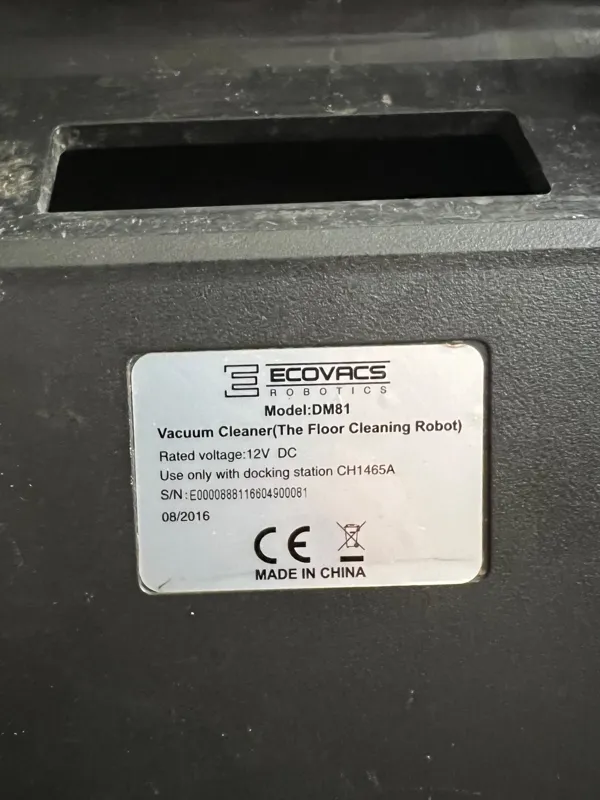 ECOVACS
ROBOTICS
Model:DM81
Vacuum Cleaner(The Floor Cleaning Robot)
Rated voltage:12V DC
Use only with docking station CH1465A
S/N:E0000888116604900081
08/2016
CE
MADE IN CHINA